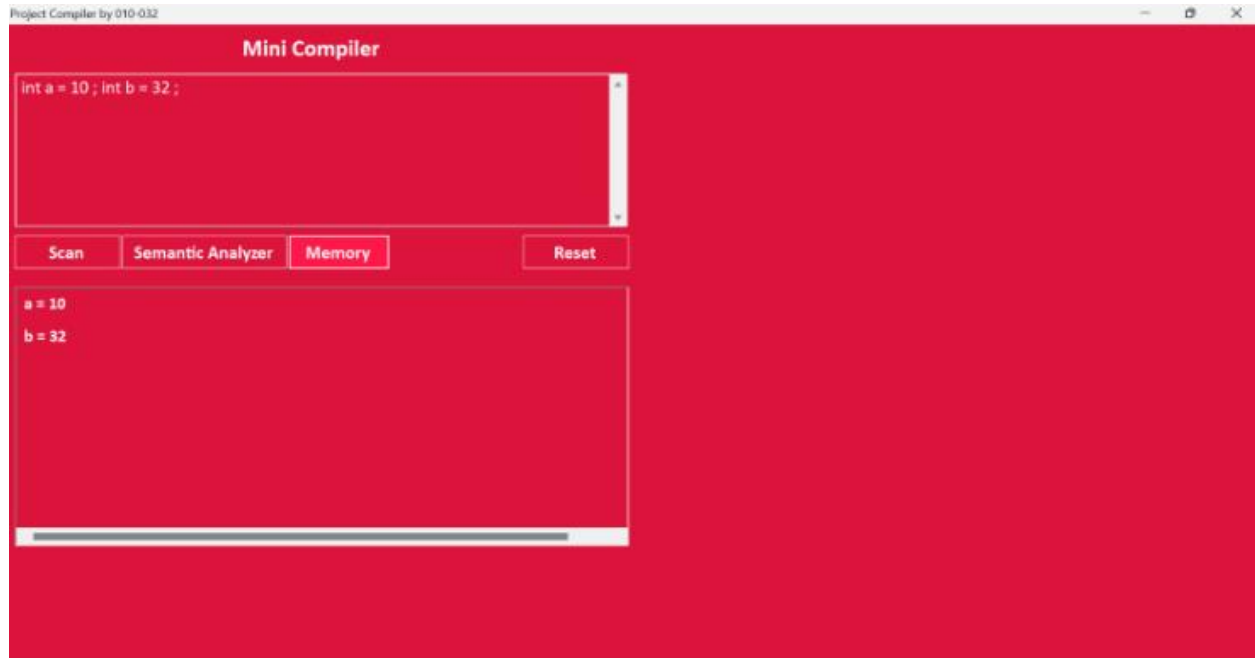 Project Compiler by 010-032
Mini Compiler
int a = 10 ; int b = 32 ;
Scan Semantic Analyzer Memory Reset
a = 10
b = 32